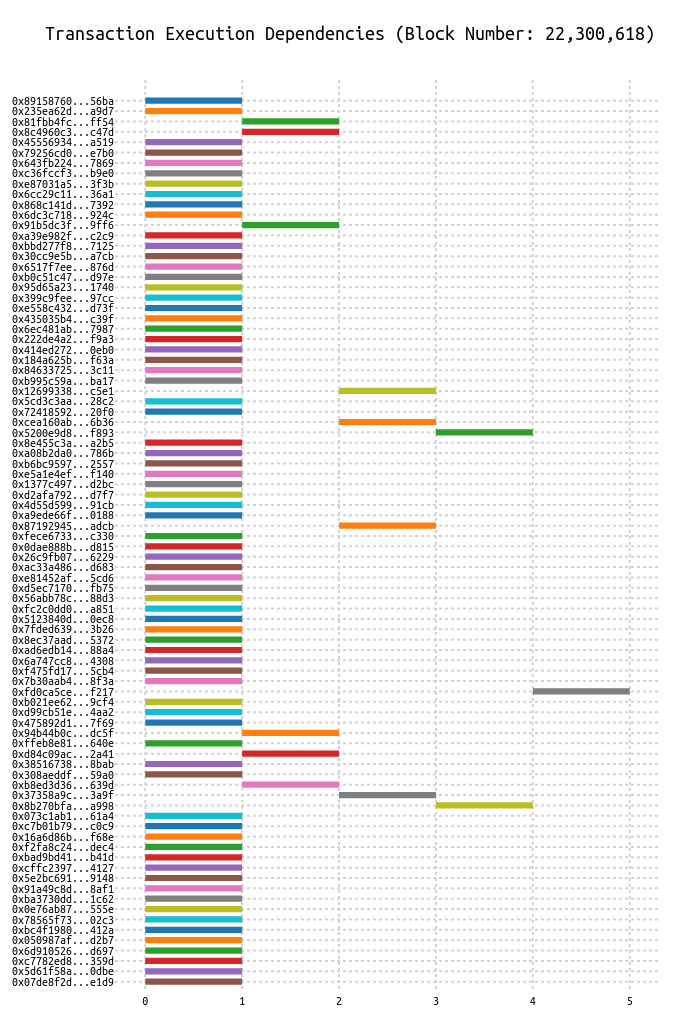 Transaction Execution Dependencies (Block Number: 22,300,618)
0x89158760...56ba
0x235ea62d...a9d7
0x81fbb4fc...ff54
0x8c4960c3...c47d
0x45556934...a519
0x79256cd0...e7b0
0x643fb224...7869
0xc36fccf3...b9e0
0xe87031a5...3f3b
0x6cc29c11...36a1
0x868c141d...7392
0x6dc3c718...924c
0x91b5dc3f...9ff6
0xa39e982f...c2c9
0xbbd277f8...7125
0x30cc9e5b...a7cb
0x6517f7ee...876d
0xb0c51c47...d97e
0x95d65a23...1740
0x399c9fee...97cc
0xe558c432...d73f
0x435035b4...c39f
0x6ec481ab...7987
0x222de4a2...f9a3
0x414ed272...0eb0
0x184a625b...f63a
0x84633725...3c11
0xb995c59a...ba17
0x12699338...c5e1
0x5cd3c3aa...28c2
0x72418592...20f0
0xcea160ab...6b36
0x5200e9d8...f893
0x8e455c3a...a2b5
0xa08b2da0...786b
0xb6bc9597...2557
0xe5a1e4ef...f140
0x1377c497...d2bc
0xd2afa792...d7f7
0x4d55d599...91cb
0xa9ede66f...0188
0x87192945...adcb
0xfece6733...c330
0x0dae888b...d815
0x26c9fb07...6229
0xac33a486...d683
0xe81452af...5cd6
0xd5ec7170...fb75
0x56abb78c...88d3
0xfc2c0dd0...a851
0x5123840d...0ec8
0x7fded639...3b26
0x8ec37aad...5372
0xad6edb14...88a4
0x6a747cc8...4308
0xf475fd17...5cb4
0x7b30aab4...8f3a
0xfd0ca5ce...f217
0xb021ee62...9cf4
0xd99cb51e...4aa2
0x475892d1...7f69
0x94b44b0c...dc5f
0xffeb8e81...640e
0xd84c09ac...2a41
0x38516738...8bab
0x308aeddf...59a0
0xb8ed3d36...639d
0x37358a9c...3a9f
0x8b270bfa...a998
0x073c1ab1...61a4
0xc7b01b79...c0c9
0x16a6d86b...f68e
0xf2fa8c24...dec4
0xbad9bd41...b41d
0xcffc2397...4127
0x5e2bc691...9148
0x91a49c8d...8af1
0xba3730dd...1c62
0x0e76ab87...555e
0x78565f73...02c3
0xbc4f1980...412a
0x050987af...d2b7
0x6d910526...d697
0xc7782ed8...359d
0x5d61f58a...0dbe
0x07de8f2d...e1d9
0 1 2 3 4 5